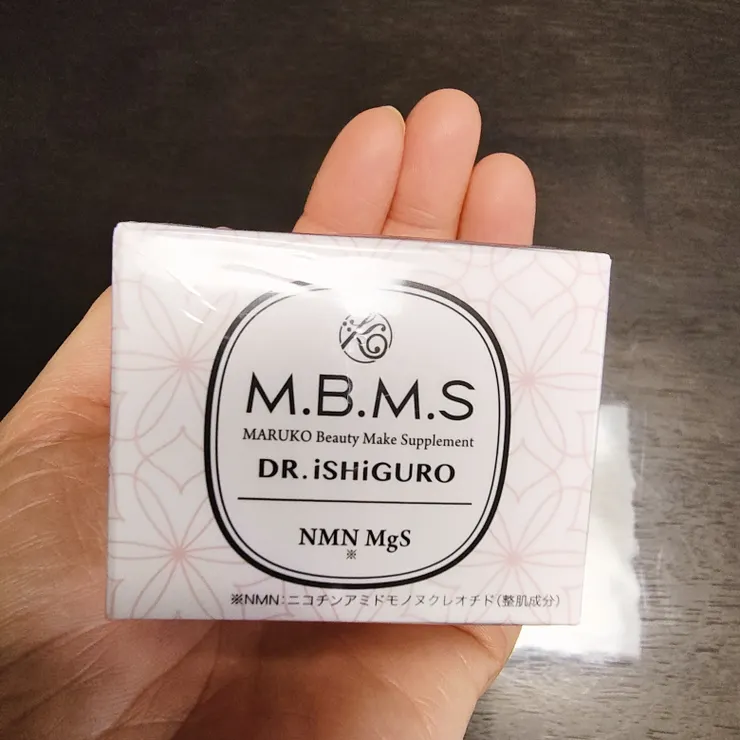 M.B.M.S
MARUKO Beauty Make Supplement
DR.iSHiGURO
NMN MgS
※
※NMN:ニコチンアミドモノヌクレオチド(整肌成分)